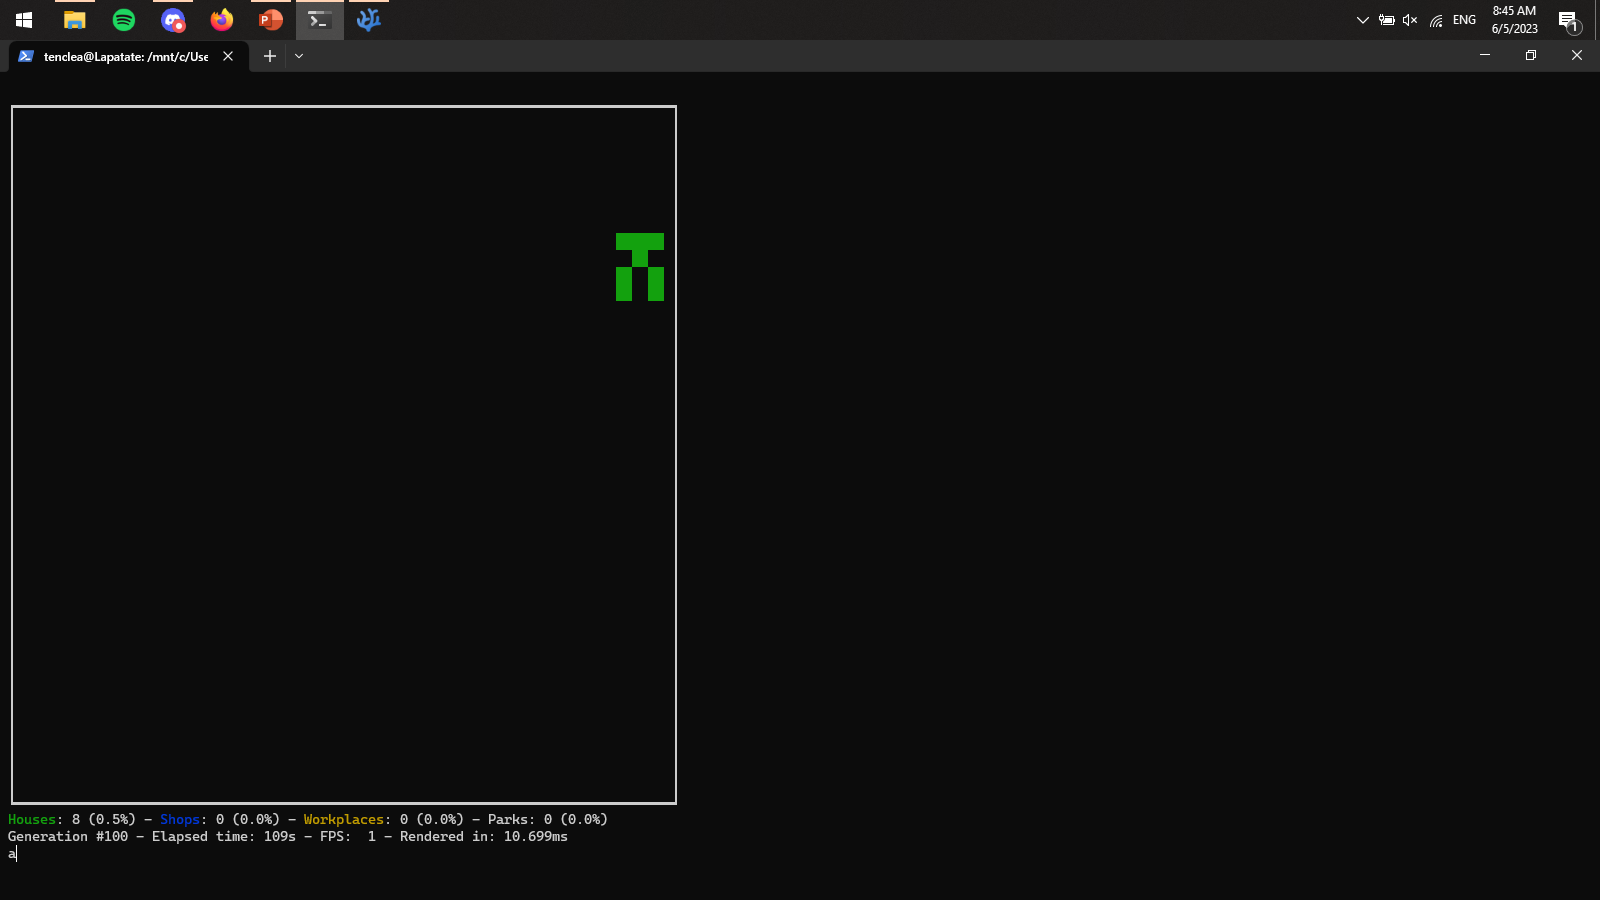 8:45 AM
ENG
6/5/2023
1
tenclea@Lapatate: /mnt/c/Use
Houses: 8 (0.5%) - Shops: 0 (0.0%) - Workplaces: 0 (0.0%) - Parks: 0 (0.0%)
Generation #100 - Elapsed time: 109s - FPS:  1 - Rendered in: 10.699ms
a